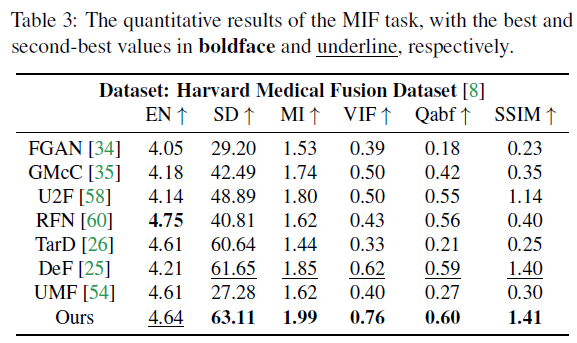 Table 3: The quantitative results of the MIF task, with the best and
second-best values in boldface and underline, respectively.
Dataset: Harvard Medical Fusion Dataset [8]
EN ↑ SD ↑ MI ↑ VIF ↑ Qabf ↑ SSIM ↑
FGAN [34] 4.05 29.20 1.53 0.39 0.18 0.23
GMcC [35] 4.18 42.49 1.74 0.50 0.42 0.35
U2F [58] 4.14 48.89 1.80 0.50 0.55 1.14
RFN [60] 4.75 40.81 1.62 0.43 0.56 0.40
TarD [26] 4.61 60.64 1.44 0.33 0.21 0.25
DeF [25] 4.21 61.65 1.85 0.62 0.59 1.40
UMF [54] 4.61 27.28 1.62 0.40 0.27 0.30
Ours 4.64 63.11 1.99 0.76 0.60 1.41